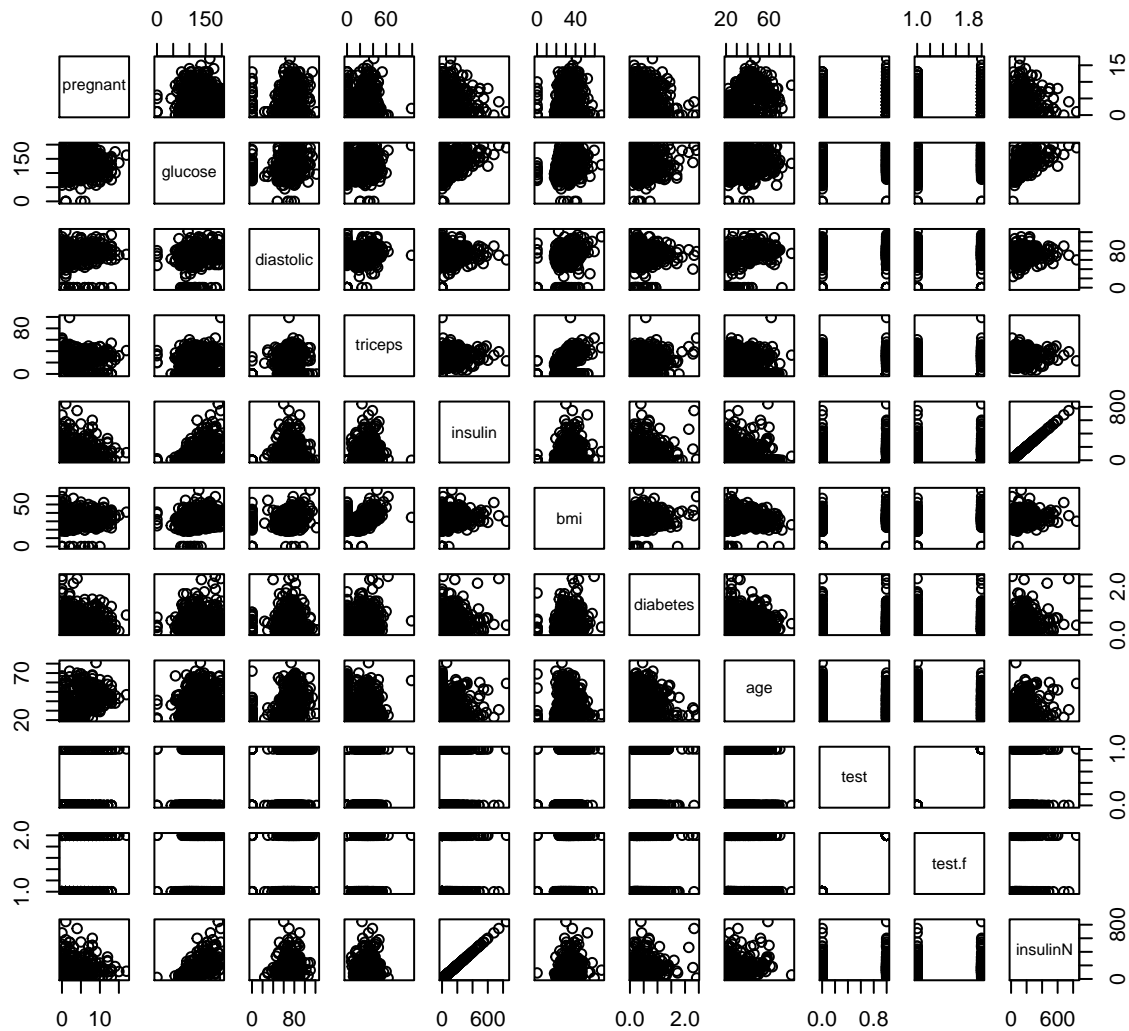 0 150 0 60 0 40 20 60 1.0 1.8
pregnant 0 15
0 150 glucose
diastolic 0 80
0 80 triceps
insulin 0 800
0 50 bmi
diabetes 0.0 2.0
20 70 age
test 0.0 1.0
1.0 2.0 test.f
insulinN 0 800
0 10 0 80 0 600 0.0 2.0 0.0 0.8 0 600